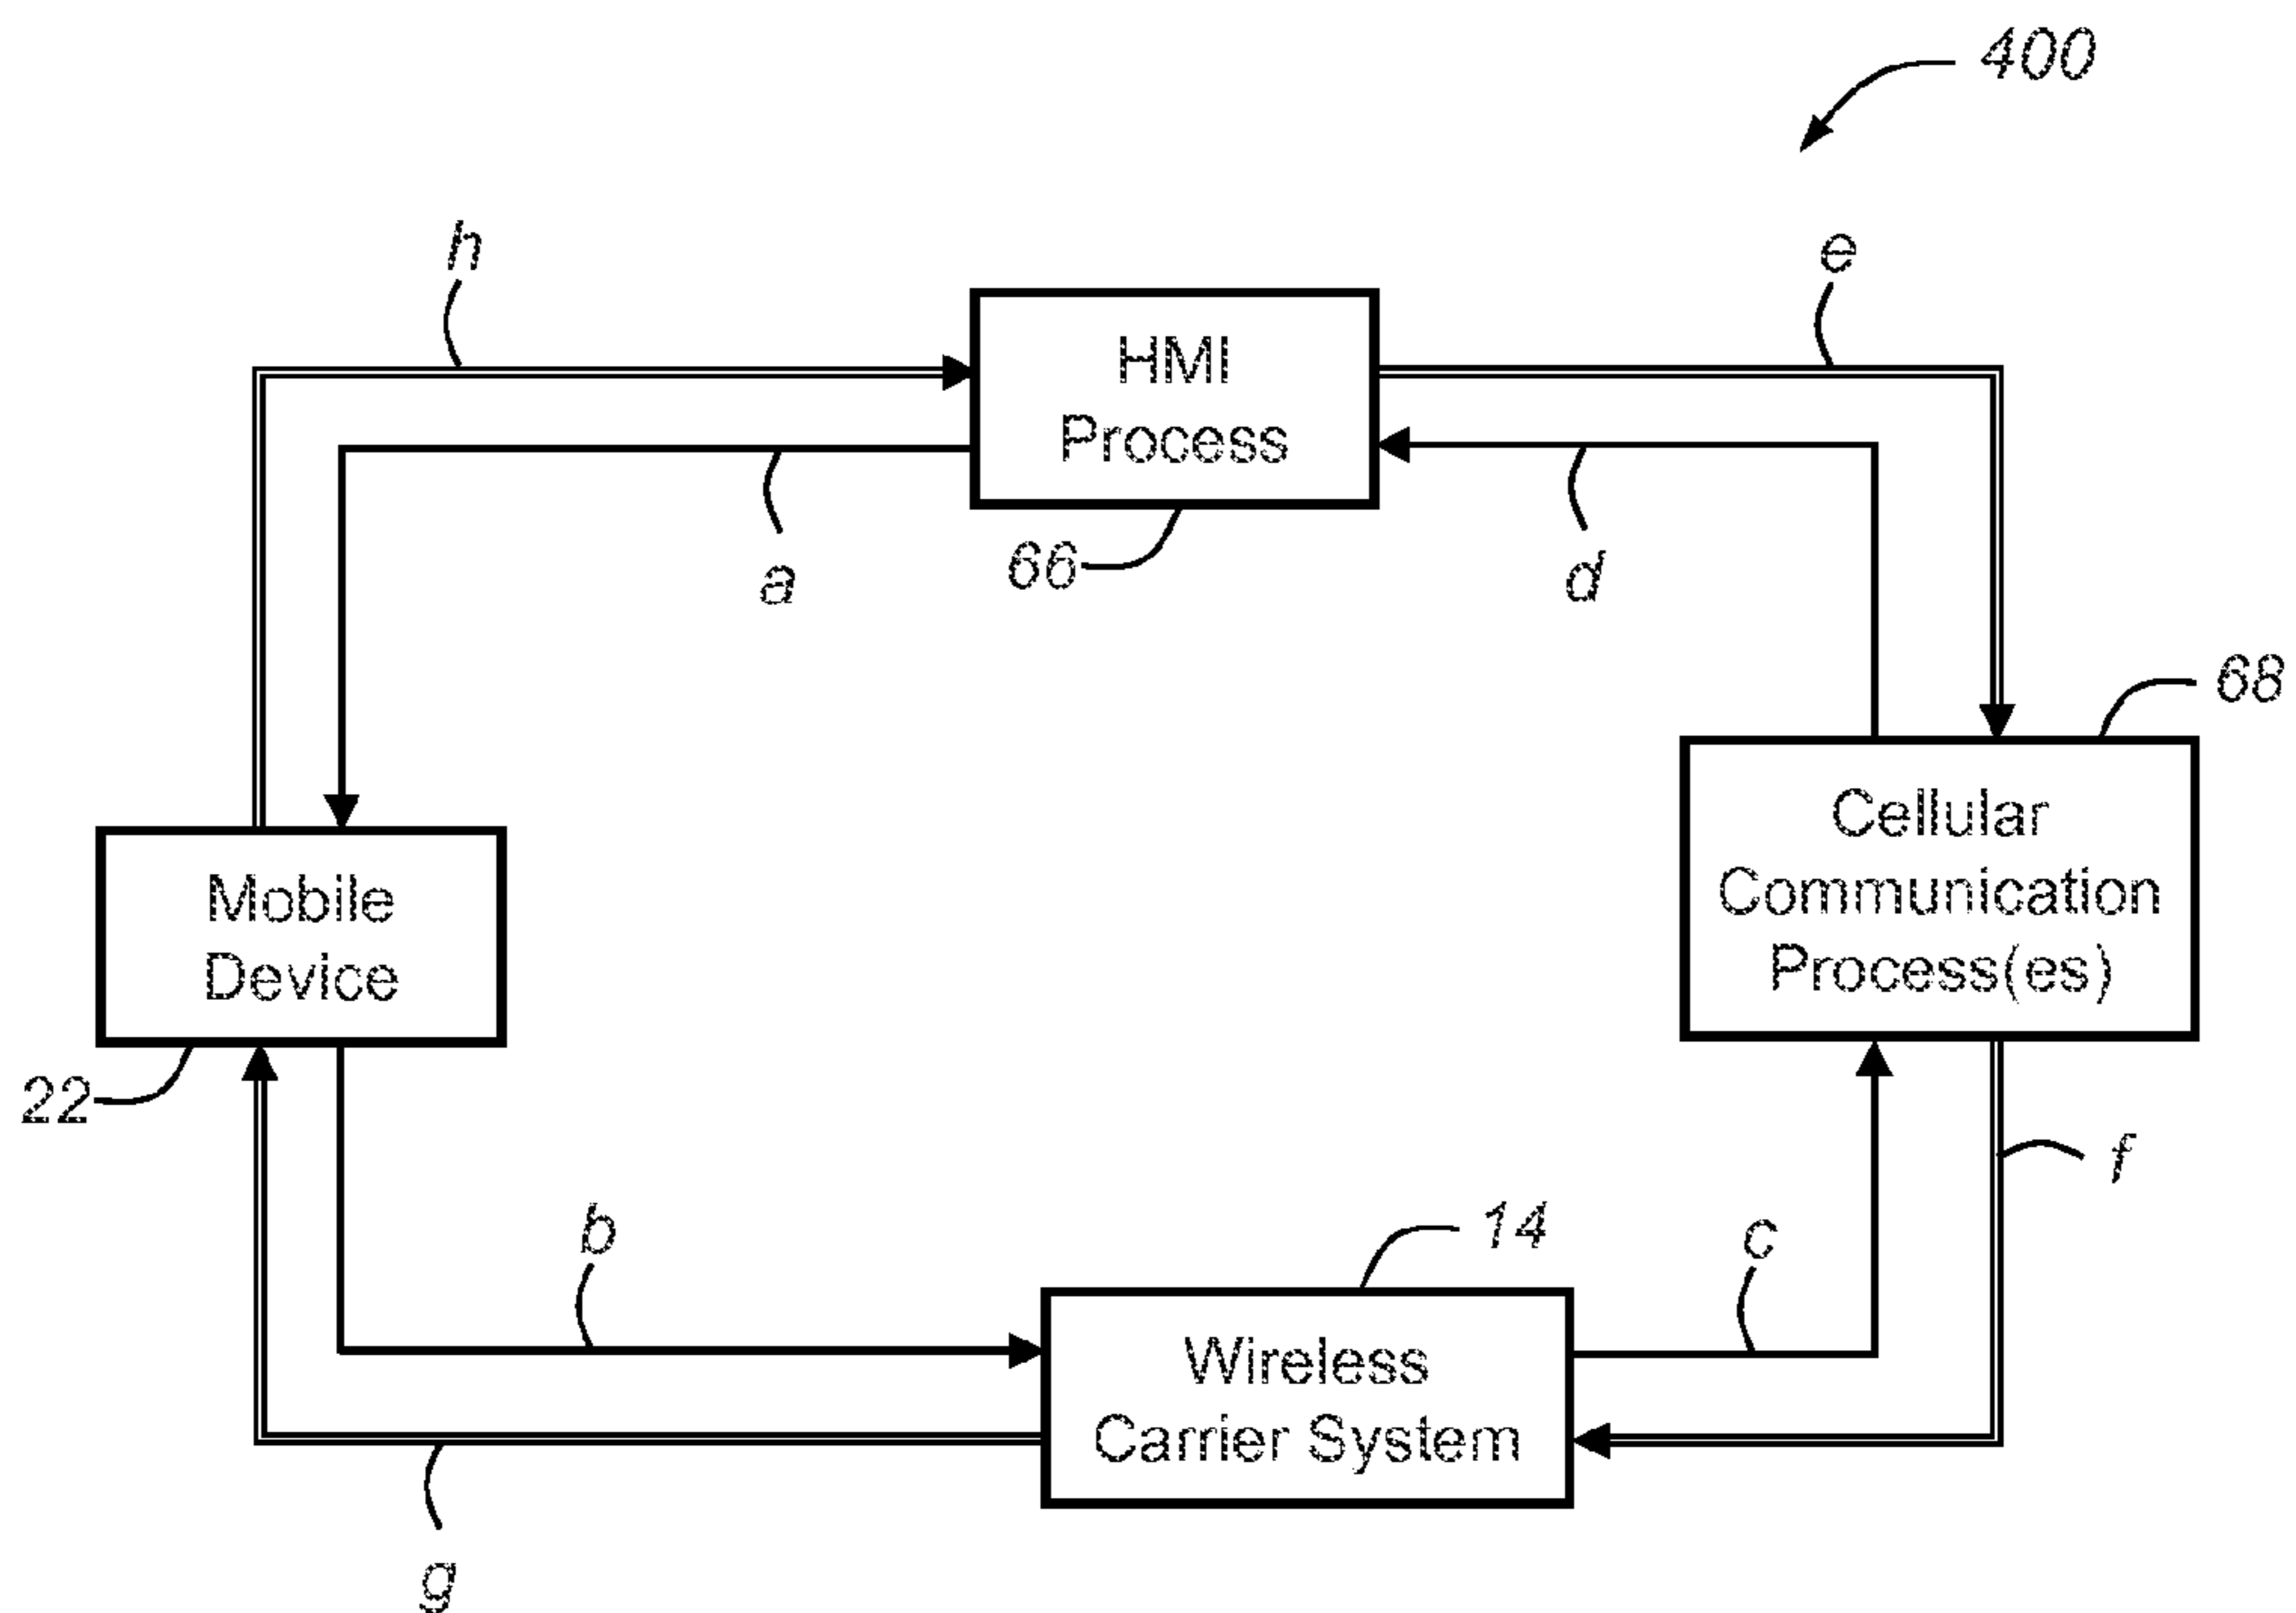 400
h
e
HMI
Process
66
a
d
68
Cellular
Communication
Process(es)
Mobile
Device
22
f
b
14
c
Wireless
Carrier System
g